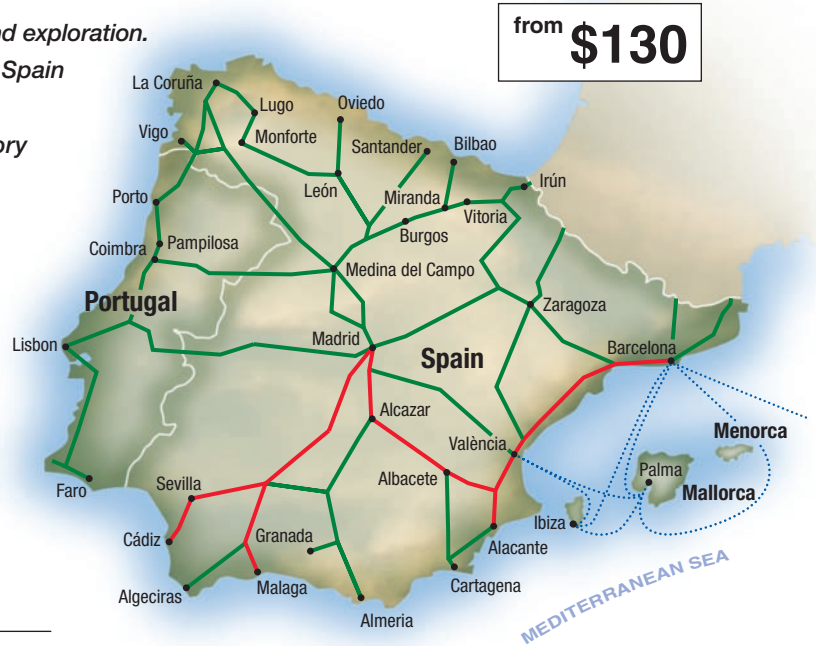 nd exploration.
Spain
ory
from $130
La Coruña
Lugo
Oviedo
Vigo
Monforte
Santander
Bilbao
León
Miranda
Irún
Porto
Vitoria
Burgos
Coimbra
Pampilosa
Medina del Campo
Portugal
Zaragoza
Lisbon
Madrid
Spain
Barcelona
Alcazar
València
Menorca
Palma
Mallorca
Faro
Sevilla
Albacete
Ibiza
Cádiz
Granada
Alacante
Algeciras
Malaga
Cartagena
Almeria
MEDITERRANEAN SEA